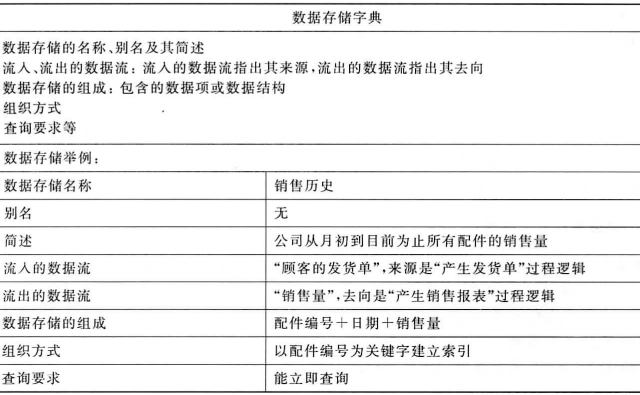 数据存储字典
数据存储的名称、别名及其简述
流入、流出的数据流：流入的数据流指出其来源，流出的数据流指出其去向
数据存储的组成：包含的数据项或数据结构
组织方式
查询要求等
数据存储举例：
数据存储名称 销售历史
别名 无
简述 公司从月初到目前为止所有配件的销售量
流入的数据流 “顾客的发货单”，来源是“产生发货单”过程逻辑
流出的数据流 “销售量”，去向是“产生销售报表”过程逻辑
数据存储的组成 配件编号＋日期＋销售量
组织方式 以配件编号为关键字建立索引
查询要求 能立即查询